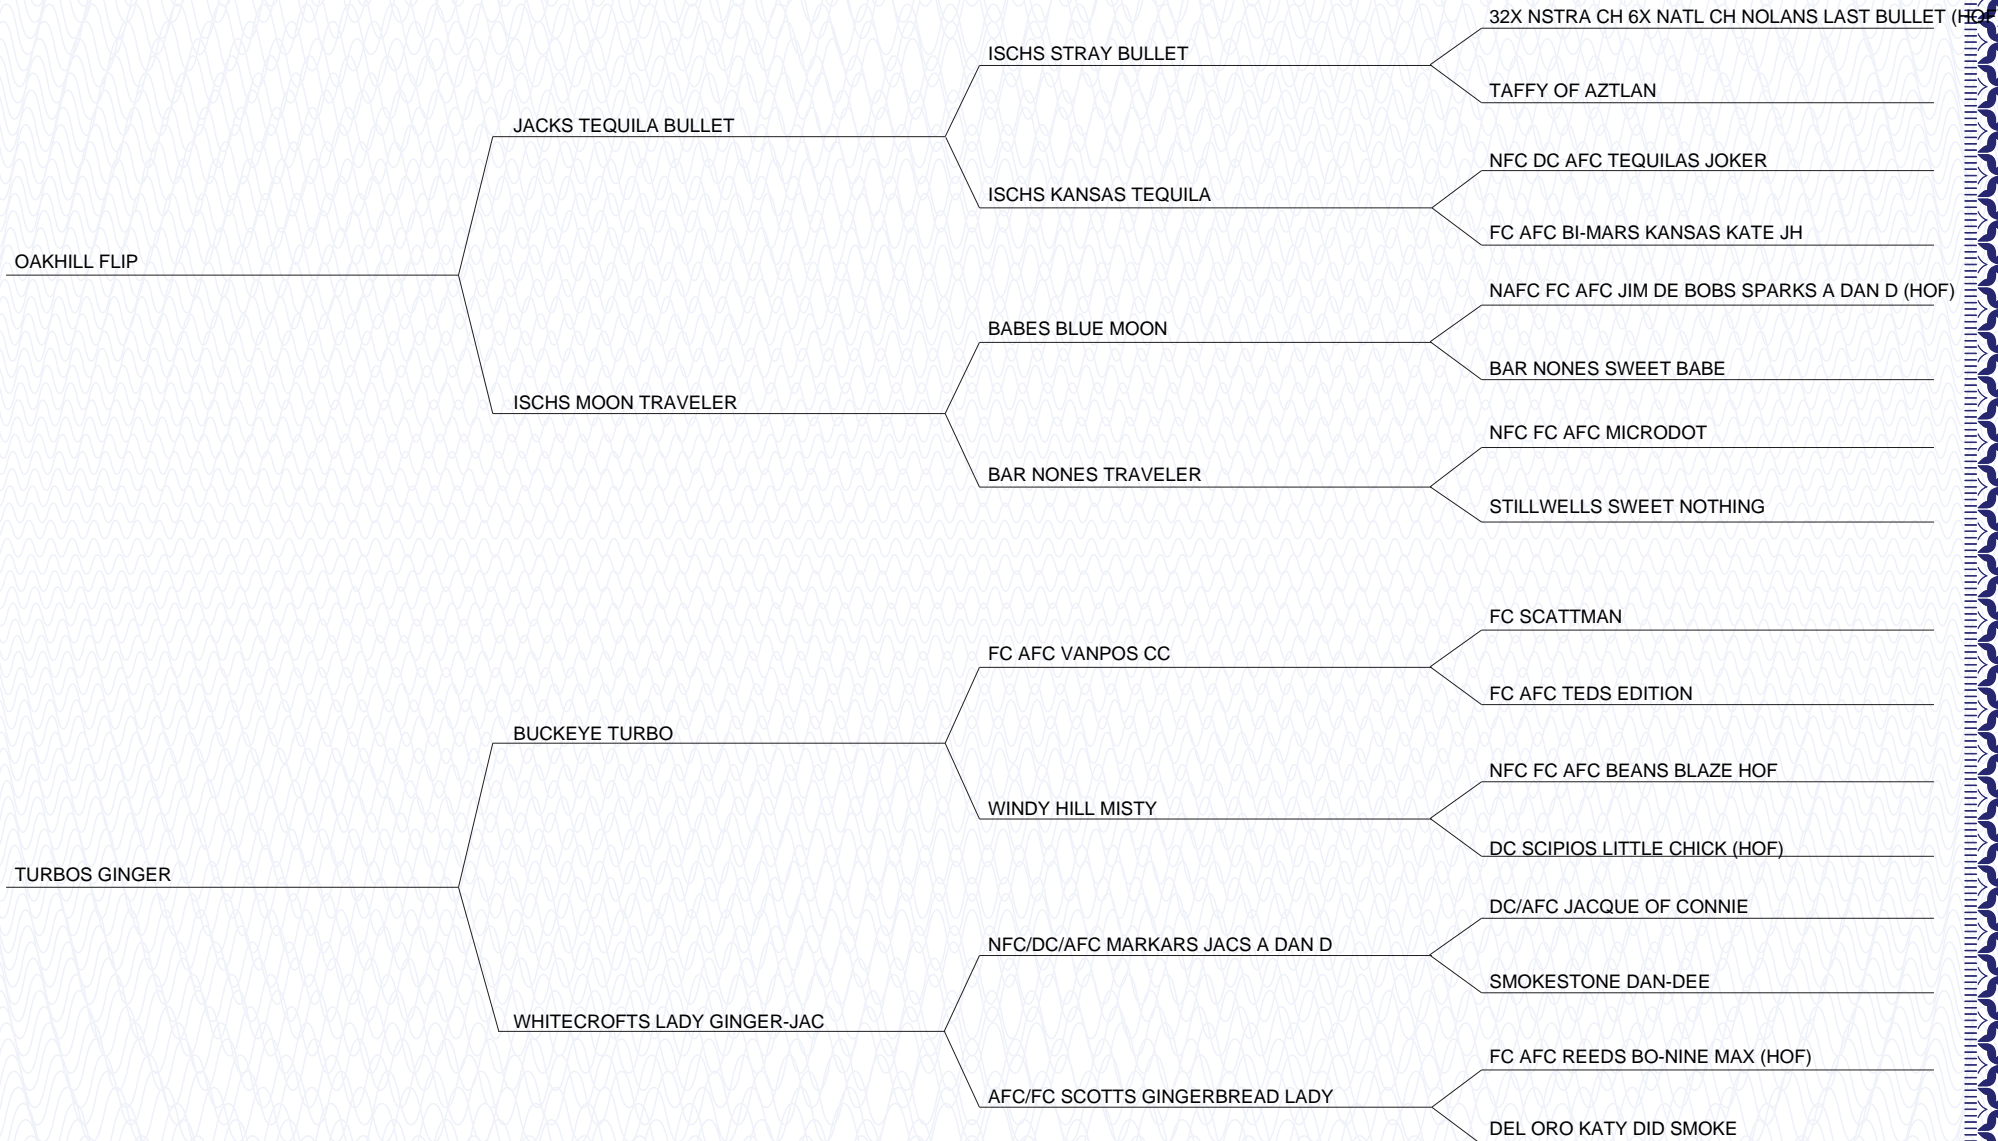 32X NSTRA CH 6X NATL CH NOLANS LAST BULLET (HOF
ISCHS STRAY BULLET
TAFFY OF AZTLAN
JACKS TEQUILA BULLET
NFC DC AFC TEQUILAS JOKER
ISCHS KANSAS TEQUILA
FC AFC BI-MARS KANSAS KATE JH
OAKHILL FLIP
NAFC FC AFC JIM DE BOBS SPARKS A DAN D (HOF)
BABES BLUE MOON
BAR NONES SWEET BABE
ISCHS MOON TRAVELER
NFC FC AFC MICRODOT
BAR NONES TRAVELER
STILLWELLS SWEET NOTHING
FC SCATTMAN
FC AFC VANPOS CC
FC AFC TEDS EDITION
BUCKEYE TURBO
NFC FC AFC BEANS BLAZE HOF
WINDY HILL MISTY
DC SCIPIOS LITTLE CHICK (HOF)
TURBOS GINGER
DC/AFC JACQUE OF CONNIE
NFC/DC/AFC MARKARS JACS A DAN D
SMOKESTONE DAN-DEE
WHITECROFTS LADY GINGER-JAC
FC AFC REEDS BO-NINE MAX (HOF)
AFC/FC SCOTTS GINGERBREAD LADY
DEL ORO KATY DID SMOKE